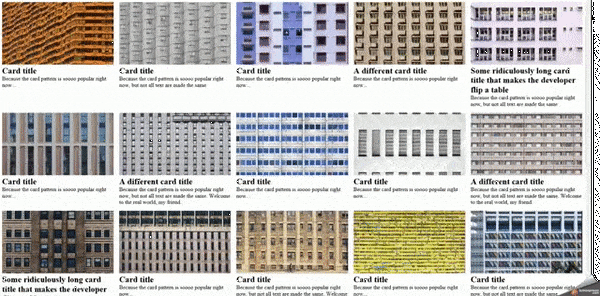 Card title
Because the card pattern is soooo popular right
now...
Card title
Because the card pattern is soooo popular right
now, but not all text are made the same
Card title
Because the card pattern is soooo popular right
now...
A different card title
Because the card pattern is soooo popular right
now...
Some ridiculously long card
title that makes the developer
flip a table
Because the card pattern is soooo popular right
now, but not all text are made the same
Card title
Because the card pattern is soooo popular right
now...
A different card title
Because the card pattern is soooo popular right
now, but not all text are made the same. Welcome
to the real world, my friend.
Card title
Because the card pattern is soooo popular right
now...
Card title
Because the card pattern is soooo popular right
now, but not all text are made the same
A different card title
Because the card pattern is soooo popular right
now, but not all text are made the same. Welcome
to the real world, my friend.
Some ridiculously long card
title that makes the developer
Card title
Because the card pattern is soooo popular right
now...
Card title
Because the card pattern is soooo popular right
now, but not all text are made the same. Welcome
Card title
Because the card pattern is soooo popular right
now, but not all text are made the same
Card title
Because the card pattern is soooo popular right
now...